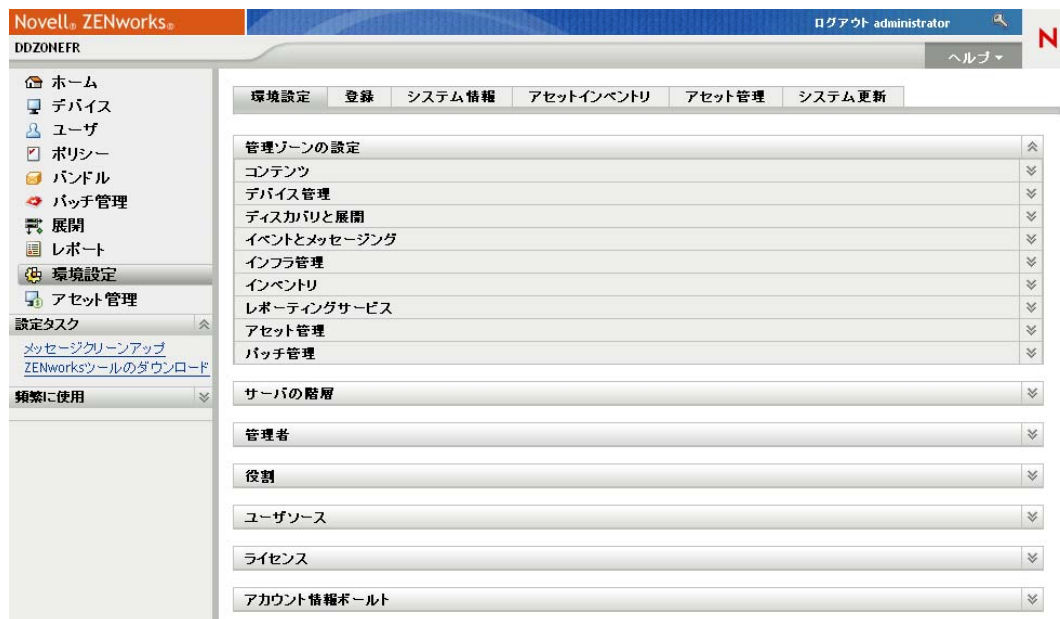 Novell® ZENworks®
ログアウト administrator
N
DDZONEFR
ヘルプ
ホーム
デバイス
ユーザ
ポリシー
バンドル
パッチ管理
展開
レポート
環境設定
アセット管理
設定タスク
メッセージクリーンアップ
ZENworksツールのダウンロード
頻繁に使用
環境設定 登録 システム情報 アセットインベントリ アセット管理 システム更新
管理ゾーンの設定
コンテンツ
デバイス管理
ディスカバリと展開
イベントとメッセージング
インフラ管理
インベントリ
レポーティングサービス
アセット管理
パッチ管理
サーバの階層
管理者
役割
ユーザソース
ライセンス
アカウント情報ボールト